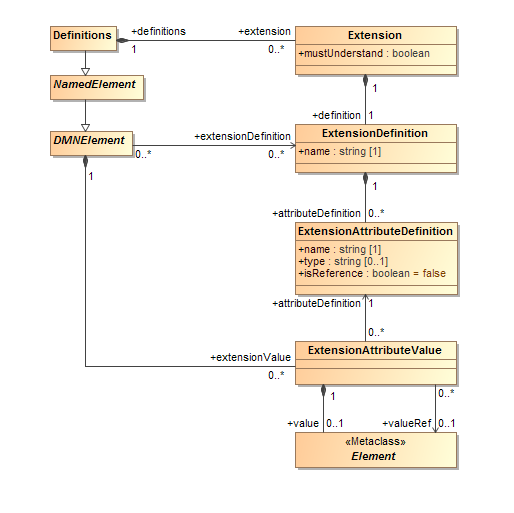 Definitions
+definitions
1
+extension
0..*
Extension
+mustUnderstand : boolean
NamedElement
1
+definition
1
DMNElement
0..*
+extensionDefinition
0..*
ExtensionDefinition
+name : string [1]
1
1
+attributeDefinition
0..*
ExtensionAttributeDefinition
+name : string [1]
+type : string [0..1]
+isReference : boolean = false
+attributeDefinition
1
0..*
+extensionValue
0..*
ExtensionAttributeValue
1
0..*
+value
0..1
+valueRef
0..1
«Metaclass»
Element